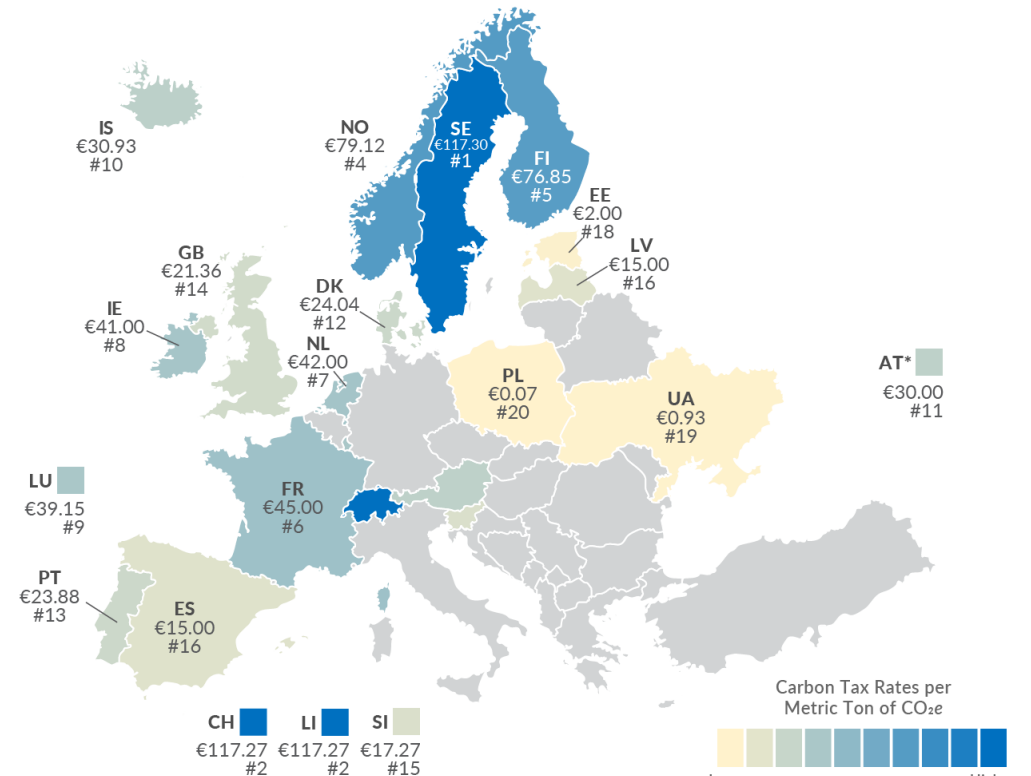 IS
€30.93
#10
NO
€79.12
#4
SE
€117.30
#1
FI
€76.85
#5
EE
€2.00
#18
LV
€15.00
#16
GB
€21.36
#14
DK
€24.04
#12
IE
€41.00
#8
NL
€42.00
#7
PL
€0.07
#20
UA
€0.93
#19
AT*
€30.00
#11
LU
€39.15
#9
FR
€45.00
#6
PT
€23.88
#13
ES
€15.00
#16
CH
€117.27
#2
LI
€117.27
#2
SI
€17.27
#15
Carbon Tax Rates per
Metric Ton of CO₂e